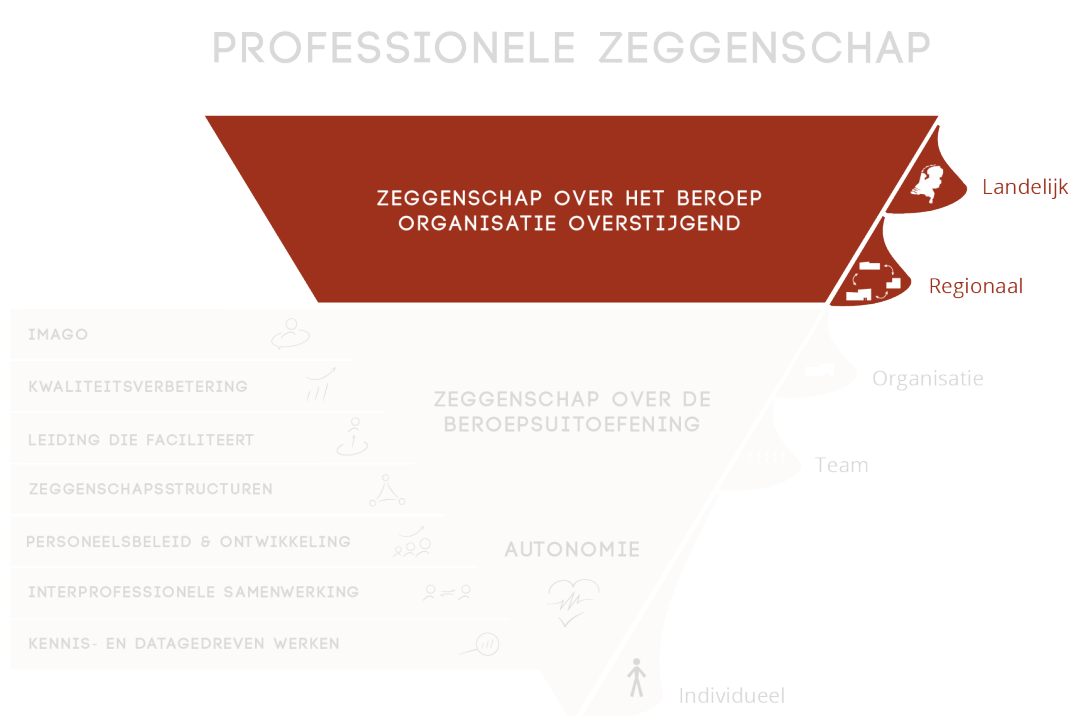 PROFESSIONELE ZEGGENSCHAP
ZEGGENSCHAP OVER HET BEROEP
ORGANISATIE OVERSTIJGEND
Landelijk
Regionaal
IMAGO
KWALITEITSVERBETERING
LEIDING DIE FACILITEERT
ZEGGENSCHAPSSTRUCTUREN
PERSONEELSBELEID & ONTWIKKELING
INTERPROFESSIONELE SAMENWERKING
KENNIS- EN DATAGEDREVEN WERKEN
ZEGGENSCHAP OVER DE
BEROEPSUITOEFENING
AUTONOMIE
Organisatie
Team
Individueel